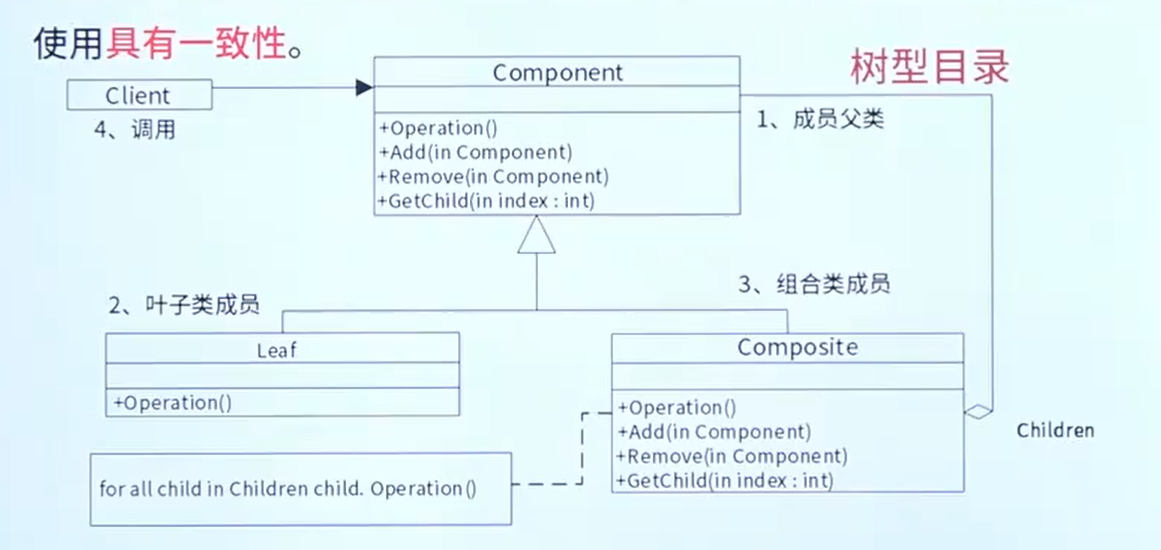 使用具有一致性。
树型目录
Client
4、调用
Component
+Operation()
+Add(in Component)
+Remove(in Component)
+GetChild(in index : int)
1、成员父类
2、叶子类成员
3、组合类成员
Leaf
+Operation()
Composite
+Operation()
+Add(in Component)
+Remove(in Component)
+GetChild(in index : int)
Children
for all child in Children child. Operation()